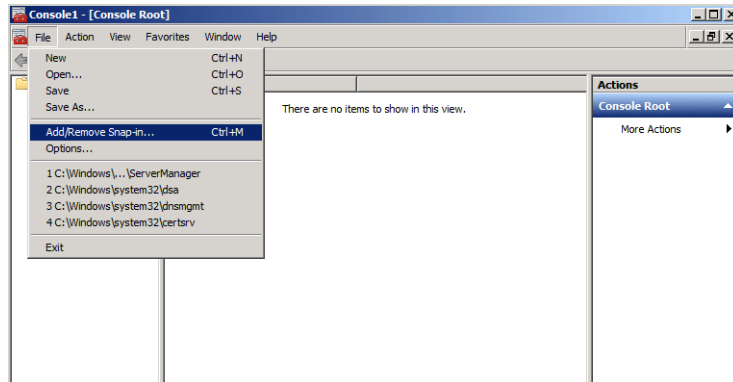 Console1 - [Console Root]
File Action View Favorites Window Help
New Ctrl+N
Open... Ctrl+O
Save Ctrl+S
Save As...
Add/Remove Snap-in... Ctrl+M
Options...
1 C:\Windows\...\ServerManager
2 C:\Windows\system32\dsa
3 C:\Windows\system32\dnsmgmt
4 C:\Windows\system32\certsrv
Exit
There are no items to show in this view.
Actions
Console Root
More Actions